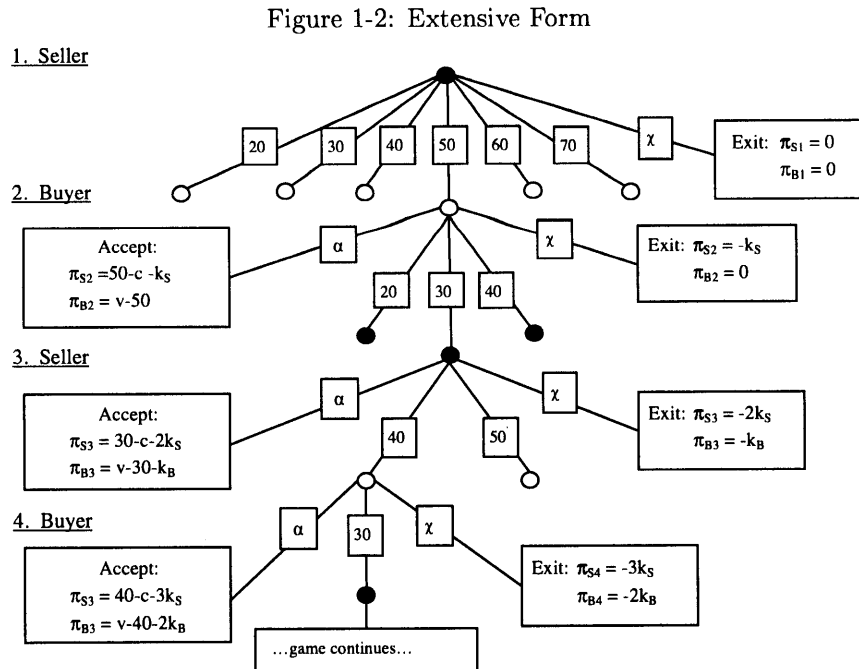 Figure 1-2: Extensive Form
1. Seller
20 30 40 50 60 70 χ
Exit: π_S1 = 0
π_B1 = 0
2. Buyer
α χ
Accept:
π_S2 =50-c -k_S
π_B2 = v-50
Exit: π_S2 = -k_S
π_B2 = 0
20 30 40
3. Seller
α χ
Accept:
π_S3 = 30-c-2k_S
π_B3 = v-30-k_B
Exit: π_S3 = -2k_S
π_B3 = -k_B
40 50
4. Buyer
α 30 χ
Accept:
π_S3 = 40-c-3k_S
π_B3 = v-40-2k_B
Exit: π_S4 = -3k_S
π_B4 = -2k_B
...game continues...